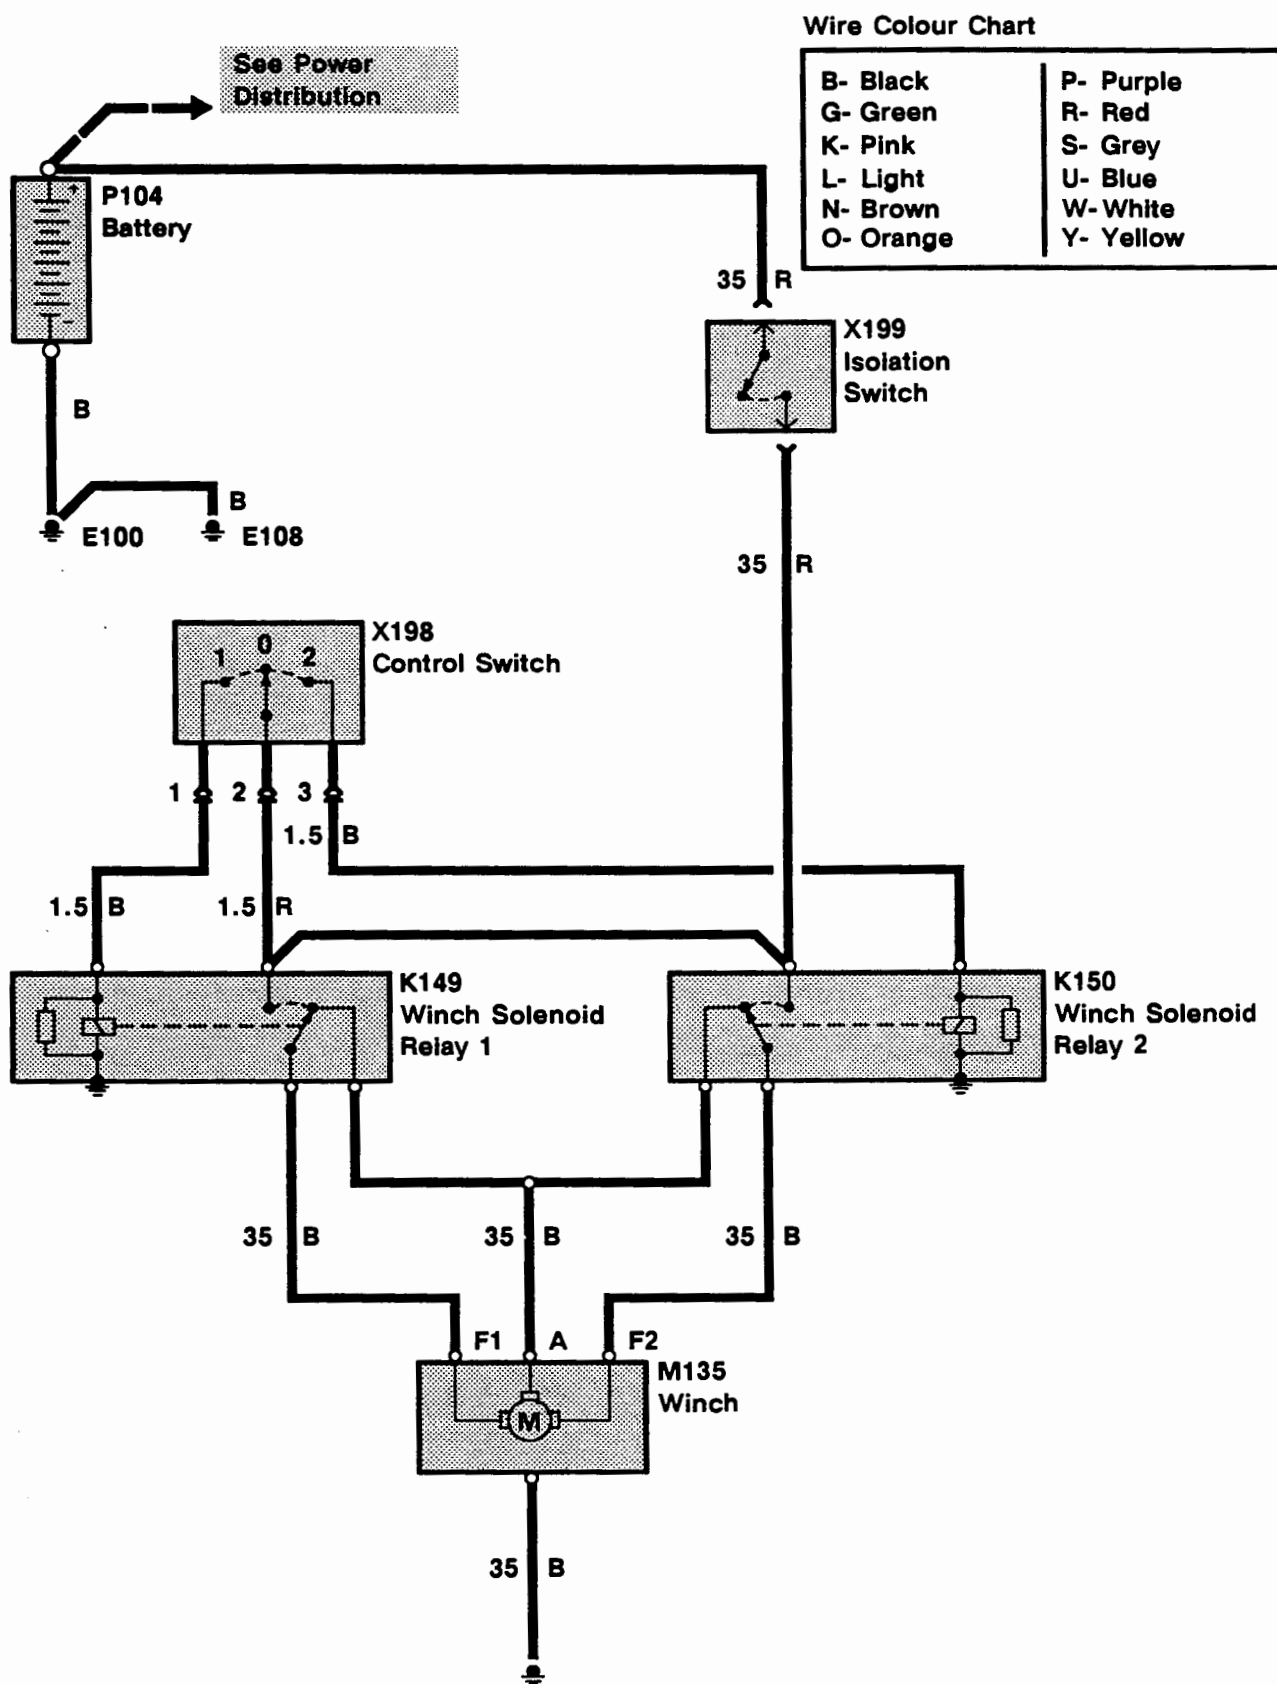 Wire Colour Chart
B- Black
G- Green
K- Pink
L- Light
N- Brown
O- Orange
P- Purple
R- Red
S- Grey
U- Blue
W- White
Y- Yellow
See Power
Distribution
+
P104
Battery
-
35 R
X199
Isolation
Switch
B
B
E100
E108
35 R
X198
Control Switch
1 0 2
1 2 3
1.5 B
1.5 B
1.5 R
K149
Winch Solenoid
Relay 1
K150
Winch Solenoid
Relay 2
35 B
35 B
35 B
F1 A F2
M135
Winch
M
35 B